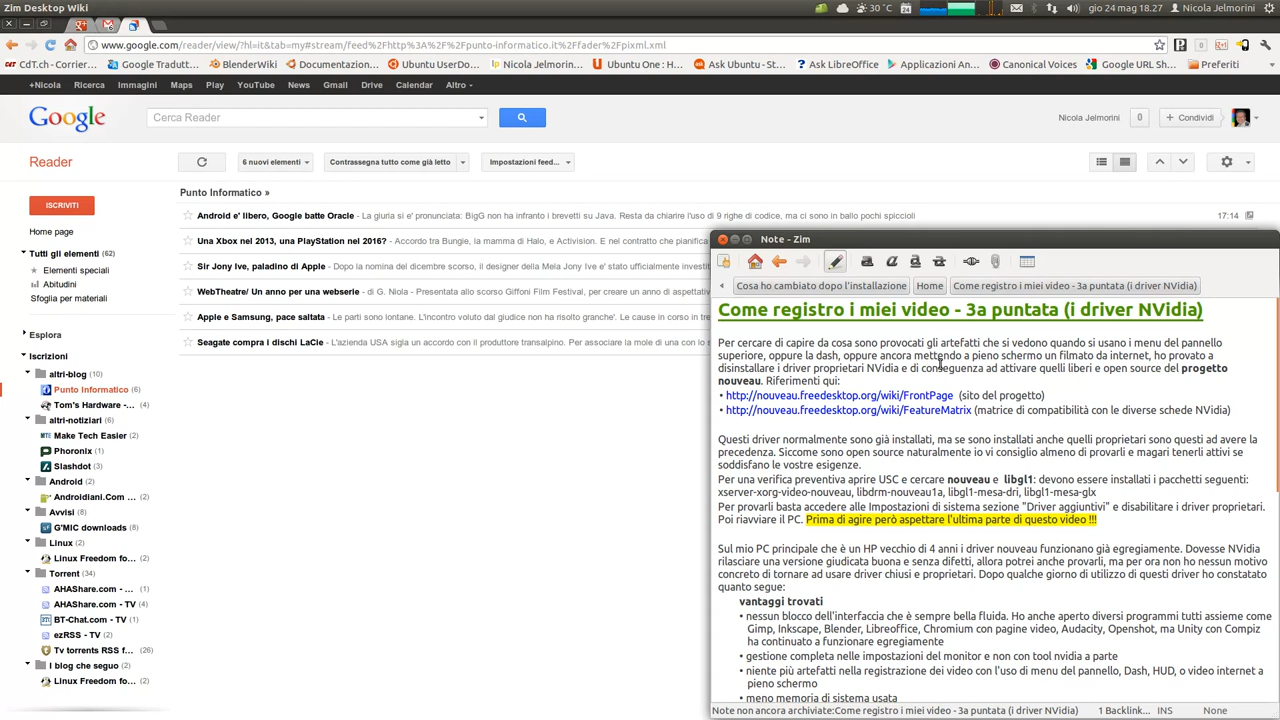 Zim Desktop Wiki
30 °C
24
gio 24 mag 18.27
Nicola Jelmorini
www.google.com/reader/view/?hl=it&tab=my#stream/feed%2Fhttp%3A%2F%2Fpunto-informatico.it%2Ffader%2Fpixml.xml
CdT.ch - Corrier...
Google Tradutt...
BlenderWiki
Documentazion...
Ubuntu UserDo...
Nicola Jelmorin...
Ubuntu One : H...
Ask Ubuntu - St...
Ask LibreOffice
Applicazioni An...
Canonical Voices
Google URL Sh...
Preferiti
+Nicola Ricerca Immagini Maps Play YouTube News Gmail Drive Calendar Altro
Google
Cerca Reader
Nicola Jelmorini
0
+ Condividi
Reader
6 nuovi elementi
Contrassegna tutto come già letto
Impostazioni feed...
ISCRIVITI
Home page
Tutti gli elementi (62)
Elementi speciali
Abitudini
Sfoglia per materiali
Esplora
Iscrizioni
altri-blog (10)
Punto Informatico (6)
Tom's Hardware -... (4)
altri-notiziari (6)
Make Tech Easier (2)
Phoronix (1)
Slashdot (3)
Android (2)
Androidiani.Com ... (2)
Avvisi (8)
G'MIC downloads (8)
Linux (2)
Linux Freedom fo... (2)
Torrent (34)
AHAShare.com - ... (1)
AHAShare.com - TV (4)
BT-Chat.com - TV (1)
ezRSS - TV (2)
Tv torrents RSS f... (26)
I blog che seguo (2)
Linux Freedom fo... (2)
Punto Informatico »
Android e' libero, Google batte Oracle - La giuria si e' pronunciata: BigG non ha infranto i brevetti su Java. Resta da chiarire l'uso di 9 righe di codice, ma ci sono in ballo pochi spiccioli
17:14
Una Xbox nel 2013, una PlayStation nel 2016? - Accordo tra Bungie, la mamma di Halo, e Activision. E nel contratto che pianifica
Sir Jony Ive, paladino di Apple - Dopo la nomina del dicembre scorso, il designer della Mela Jony Ive e' stato ufficialmente investit
WebTheatre/ Un anno per una webserie - di G. Niola - Presentata allo scorso Giffoni Film Festival, per creare un anno di aspettativ
Apple e Samsung, pace saltata - Le parti sono lontane. L'incontro voluto dal giudice non ha risolto granche'. Le cause in corso in tr
Seagate compra i dischi LaCie - L'azienda USA sigla un accordo con il produttore transalpino. Per associare la mole di una con lo
Note - Zim
Cosa ho cambiato dopo l'installazione
Home
Come registro i miei video - 3a puntata (i driver NVidia)
Come registro i miei video - 3a puntata (i driver NVidia)
Per cercare di capire da cosa sono provocati gli artefatti che si vedono quando si usano i menu del pannello
superiore, oppure la dash, oppure ancora mettendo a pieno schermo un filmato da internet, ho provato a
disinstallare i driver proprietari NVidia e di conseguenza ad attivare quelli liberi e open source del progetto
nouveau. Riferimenti qui:
• http://nouveau.freedesktop.org/wiki/FrontPage (sito del progetto)
• http://nouveau.freedesktop.org/wiki/FeatureMatrix (matrice di compatibilità con le diverse schede NVidia)
Questi driver normalmente sono già installati, ma se sono installati anche quelli proprietari sono questi ad avere la
precedenza. Siccome sono open source naturalmente io vi consiglio almeno di provarli e magari tenerli attivi se
soddisfano le vostre esigenze.
Per una verifica preventiva aprire USC e cercare nouveau e libgl1: devono essere installati i pacchetti seguenti:
xserver-xorg-video-nouveau, libdrm-nouveau1a, libgl1-mesa-dri, libgl1-mesa-glx
Per provarli basta accedere alle Impostazioni di sistema sezione "Driver aggiuntivi" e disabilitare i driver proprietari.
Poi riavviare il PC. Prima di agire però aspettare l'ultima parte di questo video !!!
Sul mio PC principale che è un HP vecchio di 4 anni i driver nouveau funzionano già egregiamente. Dovesse NVidia
rilasciare una versione giudicata buona e senza difetti, allora potrei anche provarli, ma per ora non ho nessun motivo
concreto di tornare ad usare driver chiusi e proprietari. Dopo qualche giorno di utilizzo di questi driver ho constatato
quanto segue:
vantaggi trovati
• nessun blocco dell'interfaccia che è sempre bella fluida. Ho anche aperto diversi programmi tutti assieme come
Gimp, Inkscape, Blender, Libreoffice, Chromium con pagine video, Audacity, Openshot, ma Unity con Compiz
ha continuato a funzionare egregiamente
• gestione completa nelle impostazioni del monitor e non con tool nvidia a parte
• niente più artefatti nella registrazione dei video con l'uso di menu del pannello, Dash, HUD, o video internet a
pieno schermo
• meno memoria di sistema usata
Note non ancora archiviate:Come registro i miei video - 3a puntata (i driver NVidia)
1 Backlink...
INS
None